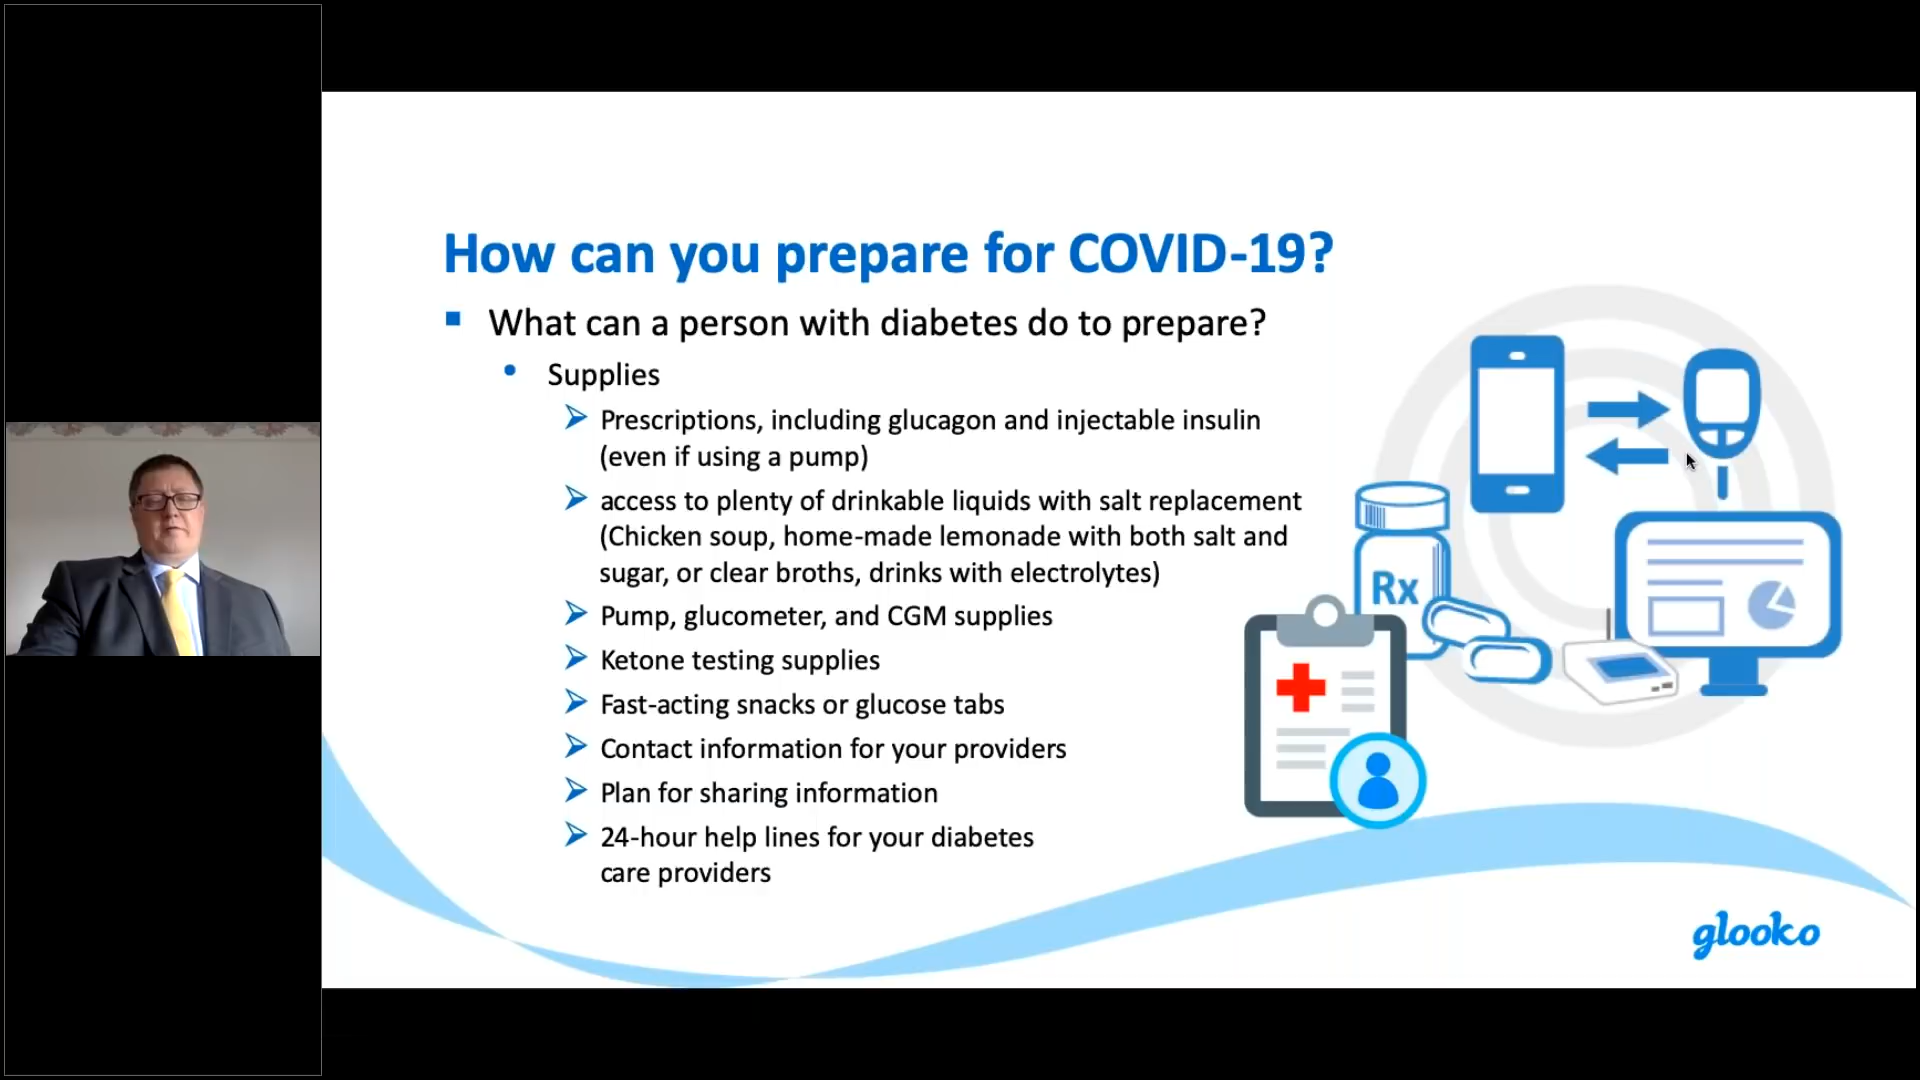 How can you prepare for COVID-19?
What can a person with diabetes do to prepare?
Supplies
Prescriptions, including glucagon and injectable insulin
(even if using a pump)
access to plenty of drinkable liquids with salt replacement
(Chicken soup, home-made lemonade with both salt and
sugar, or clear broths, drinks with electrolytes)
Pump, glucometer, and CGM supplies
Ketone testing supplies
Fast-acting snacks or glucose tabs
Contact information for your providers
Plan for sharing information
24-hour help lines for your diabetes
care providers
Rx
glooko